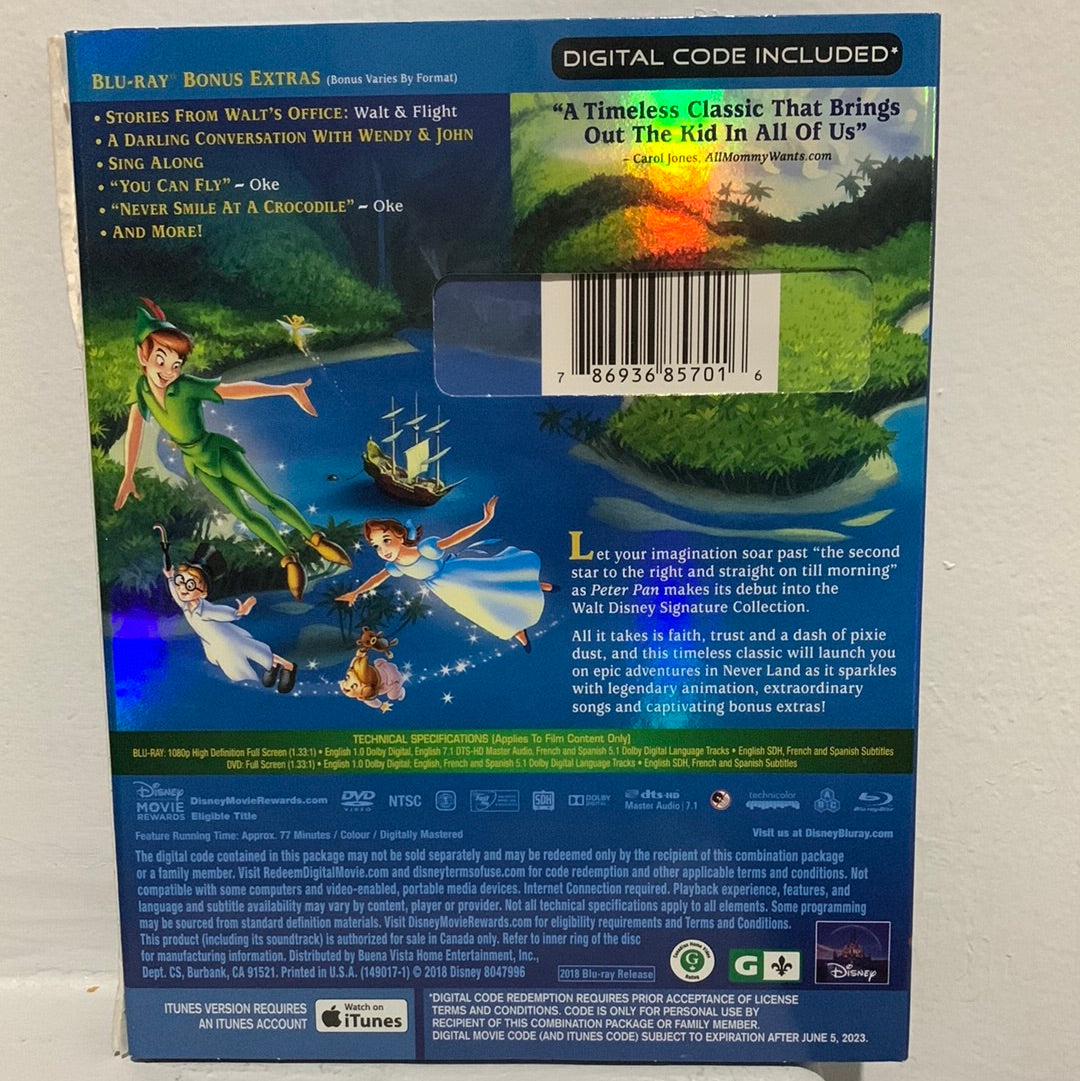 BLU-RAY™ BONUS EXTRAS (Bonus Varies By Format)
• STORIES FROM WALT'S OFFICE: Walt & Flight
• A DARLING CONVERSATION WITH WENDY & JOHN
• SING ALONG
• "YOU CAN FLY" ~ Oke
• "NEVER SMILE AT A CROCODILE" ~ Oke
• AND MORE!
DIGITAL CODE INCLUDED*
"A Timeless Classic That Brings
Out The Kid In All Of Us"
– Carol Jones, AllMommyWants.com
7 86936 85701 6
Let your imagination soar past "the second
star to the right and straight on till morning"
as Peter Pan makes its debut into the
Walt Disney Signature Collection.
All it takes is faith, trust and a dash of pixie
dust, and this timeless classic will launch you
on epic adventures in Never Land as it sparkles
with legendary animation, extraordinary
songs and captivating bonus extras!
TECHNICAL SPECIFICATIONS (Applies To Film Content Only)
BLU-RAY: 1080p High Definition Full Screen (1.33:1) • English 1.0 Dolby Digital, English 7.1 DTS-HD Master Audio, French and Spanish 5.1 Dolby Digital Language Tracks • English SDH, French and Spanish Subtitles
DVD: Full Screen (1.33:1) • English 1.0 Dolby Digital; English, French and Spanish 5.1 Dolby Digital Language Tracks • English SDH, French and Spanish Subtitles
Disney MOVIE REWARDS
DisneyMovieRewards.com
Eligible Title
DVD VIDEO NTSC SDH DOLBY DIGITAL dts-HD Master Audio | 7.1 technicolor ABC Blu-ray Disc
Feature Running Time: Approx. 77 Minutes / Colour / Digitally Mastered
Visit us at DisneyBluray.com
The digital code contained in this package may not be sold separately and may be redeemed only by the recipient of this combination package
or a family member. Visit RedeemDigitalMovie.com and disneytermsofuse.com for code redemption and other applicable terms and conditions. Not
compatible with some computers and video-enabled, portable media devices. Internet Connection required. Playback experience, features, and
language and subtitle availability may vary by content, player or provider. Not all technical specifications apply to all elements. Some programming
may be sourced from standard definition materials. Visit DisneyMovieRewards.com for eligibility requirements and Terms and Conditions.
This product (including its soundtrack) is authorized for sale in Canada only. Refer to inner ring of the disc
for manufacturing information. Distributed by Buena Vista Home Entertainment, Inc.,
Dept. CS, Burbank, CA 91521. Printed in U.S.A. (149017-1) © 2018 Disney 8047996
2018 Blu-ray Release
Canadian Home Video
G
Ratings
G
Disney
ITUNES VERSION REQUIRES
AN ITUNES ACCOUNT
Watch on
iTunes
*DIGITAL CODE REDEMPTION REQUIRES PRIOR ACCEPTANCE OF LICENSE
TERMS AND CONDITIONS. CODE IS ONLY FOR PERSONAL USE BY
RECIPIENT OF THIS COMBINATION PACKAGE OR FAMILY MEMBER.
DIGITAL MOVIE CODE (AND ITUNES CODE) SUBJECT TO EXPIRATION AFTER JUNE 5, 2023.